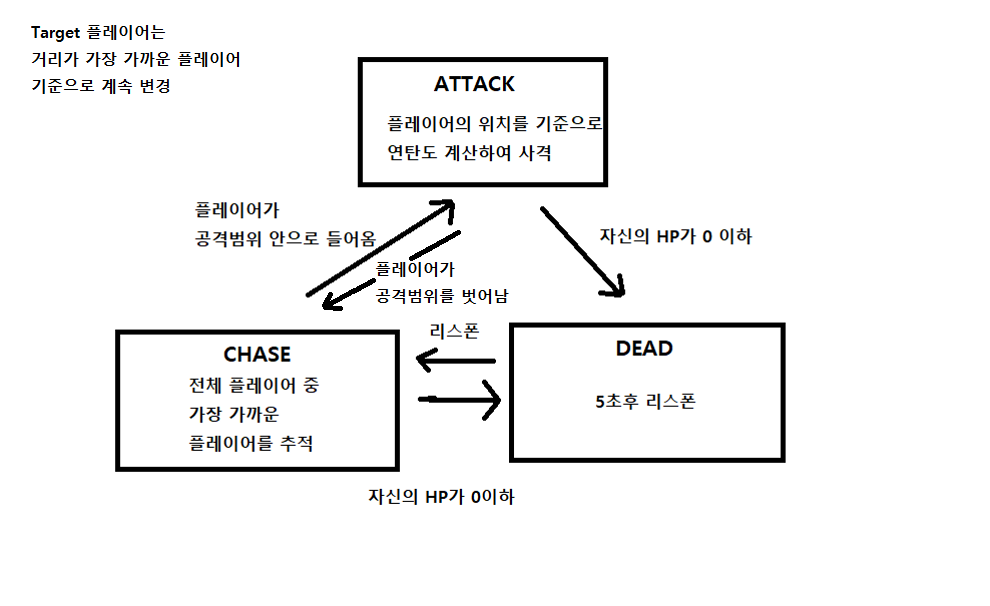 Target 플레이어는
거리가 가장 가까운 플레이어
기준으로 계속 변경
ATTACK
플레이어의 위치를 기준으로
연탄도 계산하여 사격
플레이어가
공격범위 안으로 들어옴
자신의 HP가 0 이하
플레이어가
공격범위를 벗어남
리스폰
CHASE
전체 플레이어 중
가장 가까운
플레이어를 추적
DEAD
5초후 리스폰
자신의 HP가 0이하